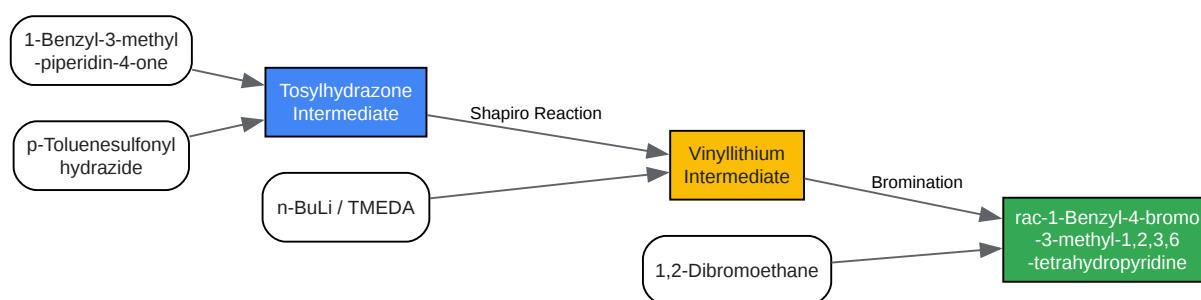 1-Benzyl-3-methyl
-piperidin-4-one
p-Toluenesulfonyl
hydrazide
Tosylhydrazone
Intermediate
Shapiro Reaction
n-BuLi / TMEDA
Vinyllithium
Intermediate
Bromination
1,2-Dibromoethane
rac-1-Benzyl-4-bromo
-3-methyl-1,2,3,6
-tetrahydropyridine